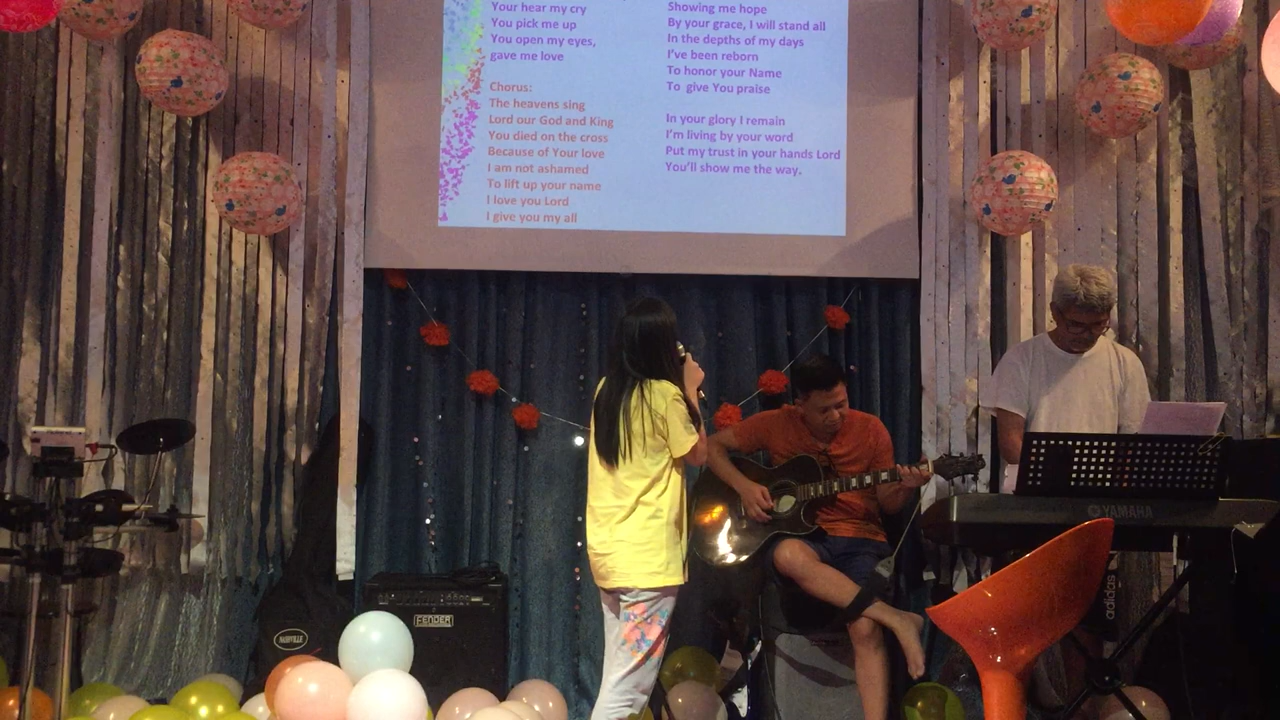 Your hear my cry
You pick me up
You open my eyes,
gave me love
Chorus:
The heavens sing
Lord our God and King
You died on the cross
Because of Your love
I am not ashamed
To lift up your name
I love you Lord
I give you my all
Showing me hope
By your grace, I will stand all
In the depths of my days
I've been reborn
To honor your Name
To give You praise
In your glory I remain
I'm living by your word
Put my trust in your hands Lord
You'll show me the way.
NASHVILLE
FENDER
YAMAHA
adidas